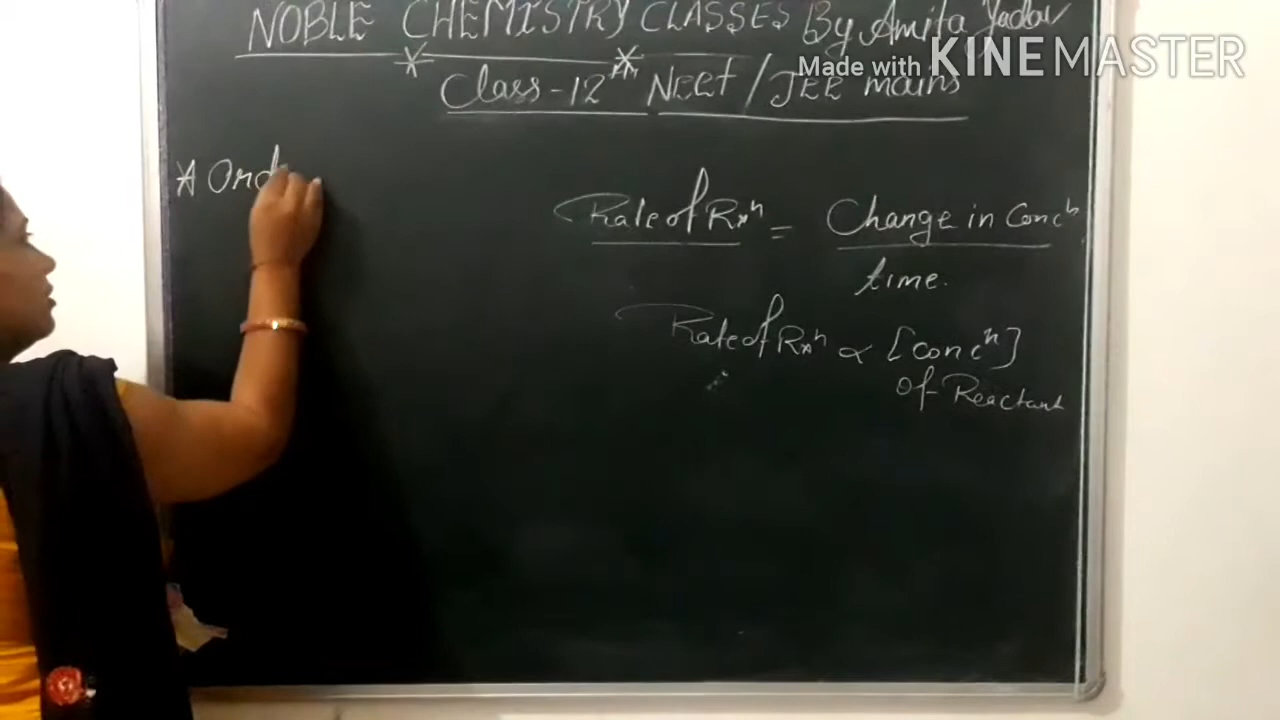 NOBLE CHEMISTRY CLASSES By Amita Yadav
Made with KINEMASTER
Class-12th NEET / JEE mains
* Ord
Rate of Rxn = Change in Concn
time.
Rate of Rxn ∝ [Concn]
of Reactant